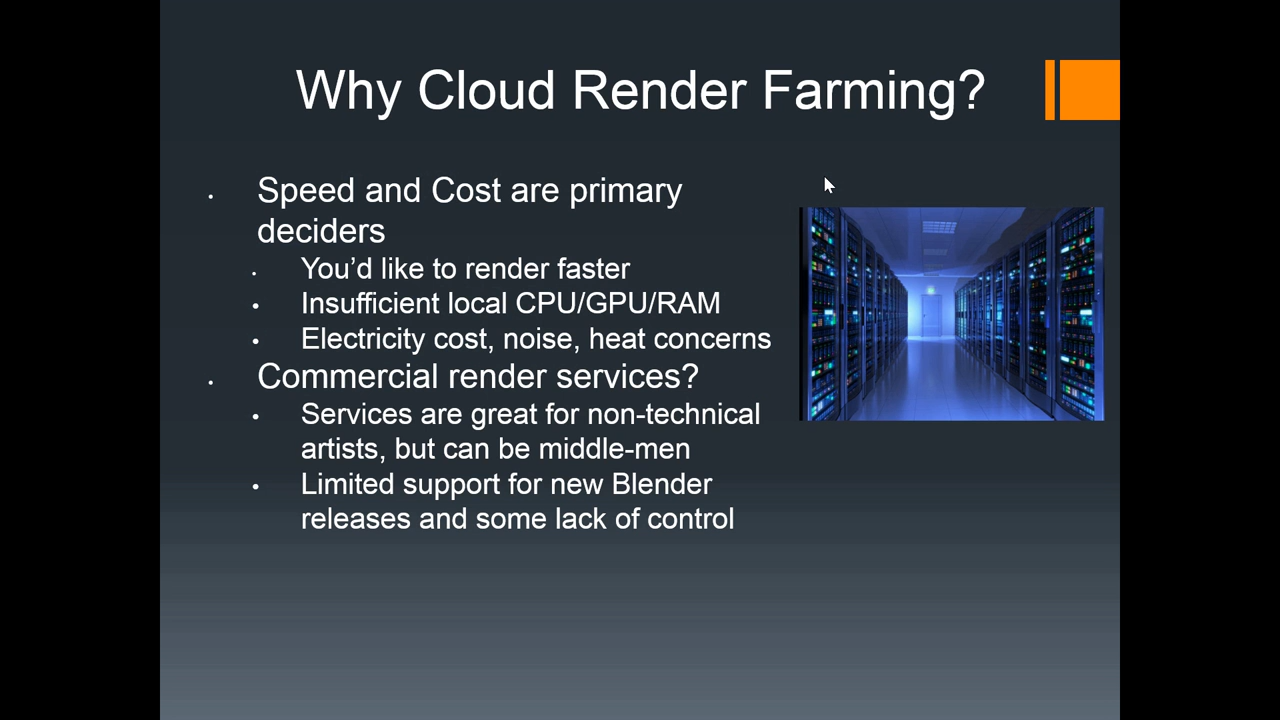 Why Cloud Render Farming?
Speed and Cost are primary
deciders
You’d like to render faster
Insufficient local CPU/GPU/RAM
Electricity cost, noise, heat concerns
Commercial render services?
Services are great for non-technical
artists, but can be middle-men
Limited support for new Blender
releases and some lack of control